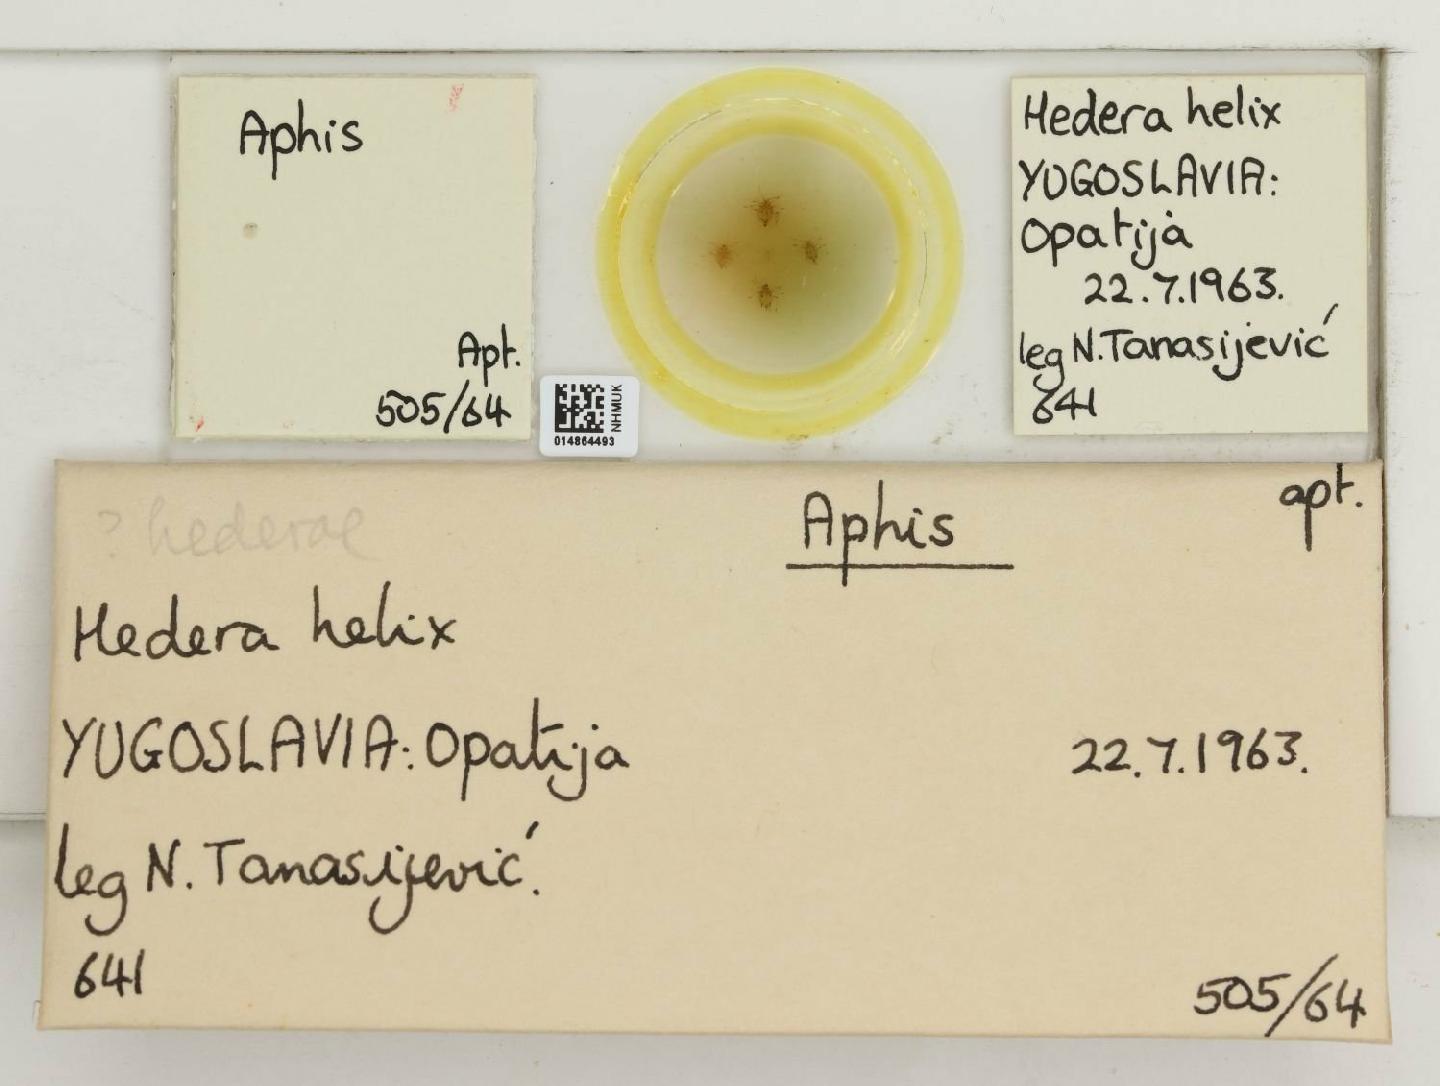 Aphis
Apt.
505/64
NHMUK
014864493
Hedera helix
YUGOSLAVIA:
Opatija
22.7.1963.
leg N. Tanasijević
641
? hederae
Aphis
apt.
Hedera helix
YUGOSLAVIA: Opatija
22.7.1963.
leg N. Tanasijević.
641
505/64